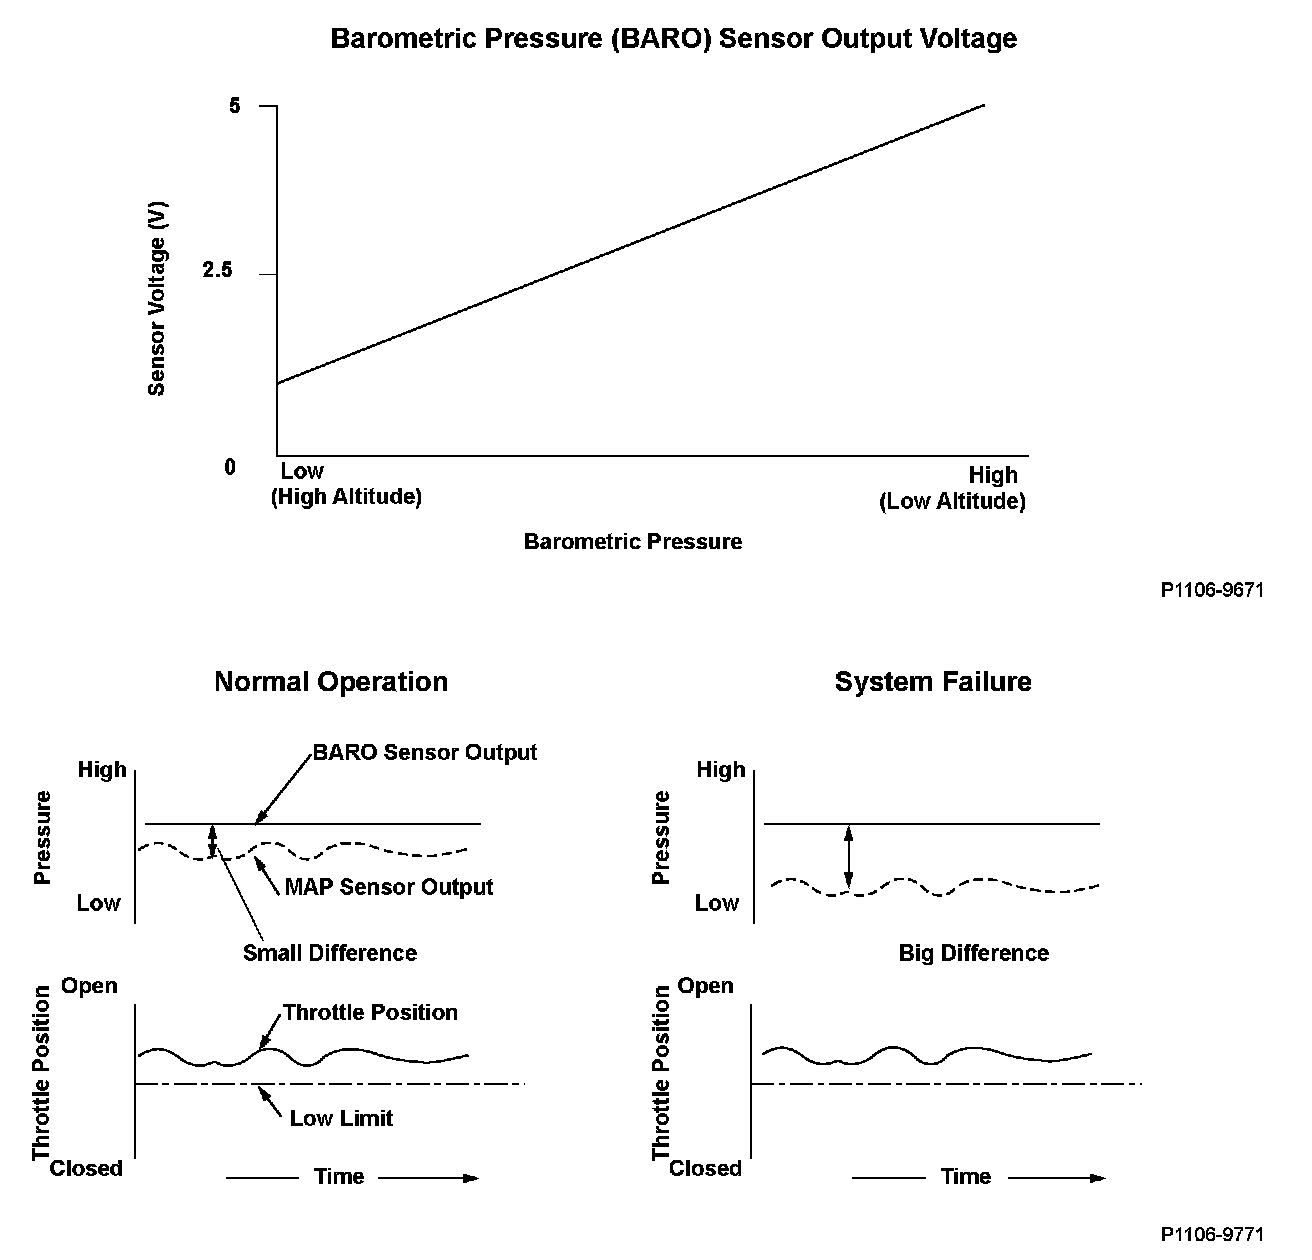 Barometric Pressure (BARO) Sensor Output Voltage
5
2.5
0
Sensor Voltage (V)
Low
(High Altitude)
High
(Low Altitude)
Barometric Pressure
P1106-9671
Normal Operation
High
Low
Pressure
BARO Sensor Output
MAP Sensor Output
Small Difference
Open
Closed
Throttle Position
Throttle Position
Low Limit
Time
System Failure
High
Low
Pressure
Big Difference
Open
Closed
Throttle Position
Time
P1106-9771